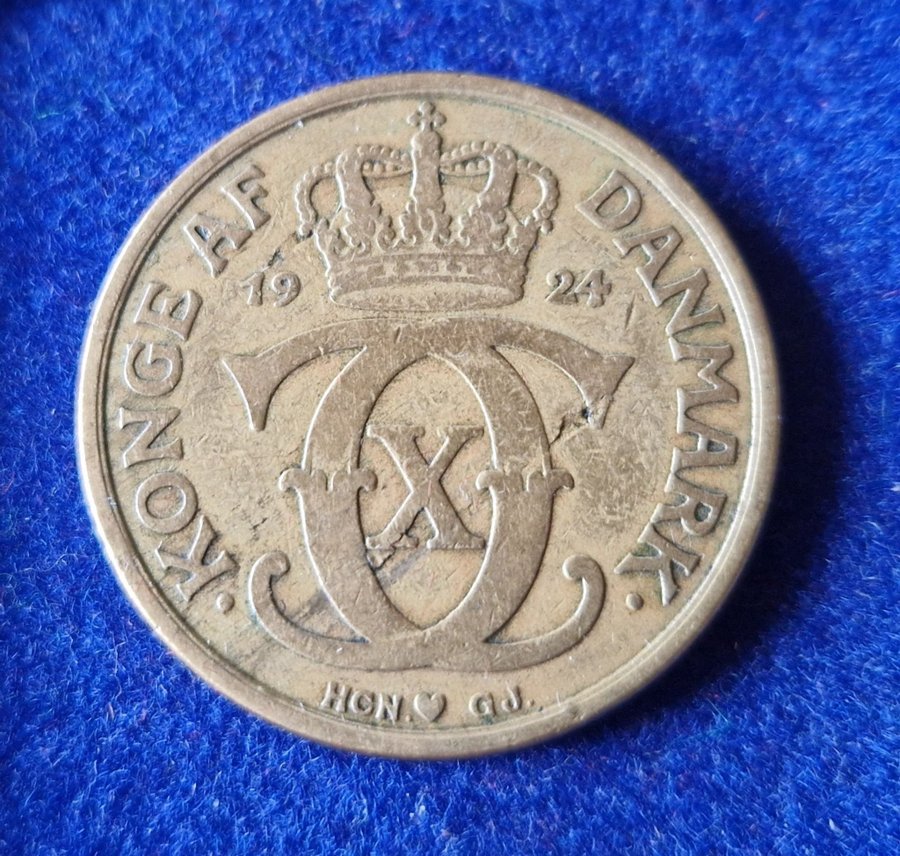 · KONGE AF DANMARK ·
19 24
X
HCN.♥ GJ.